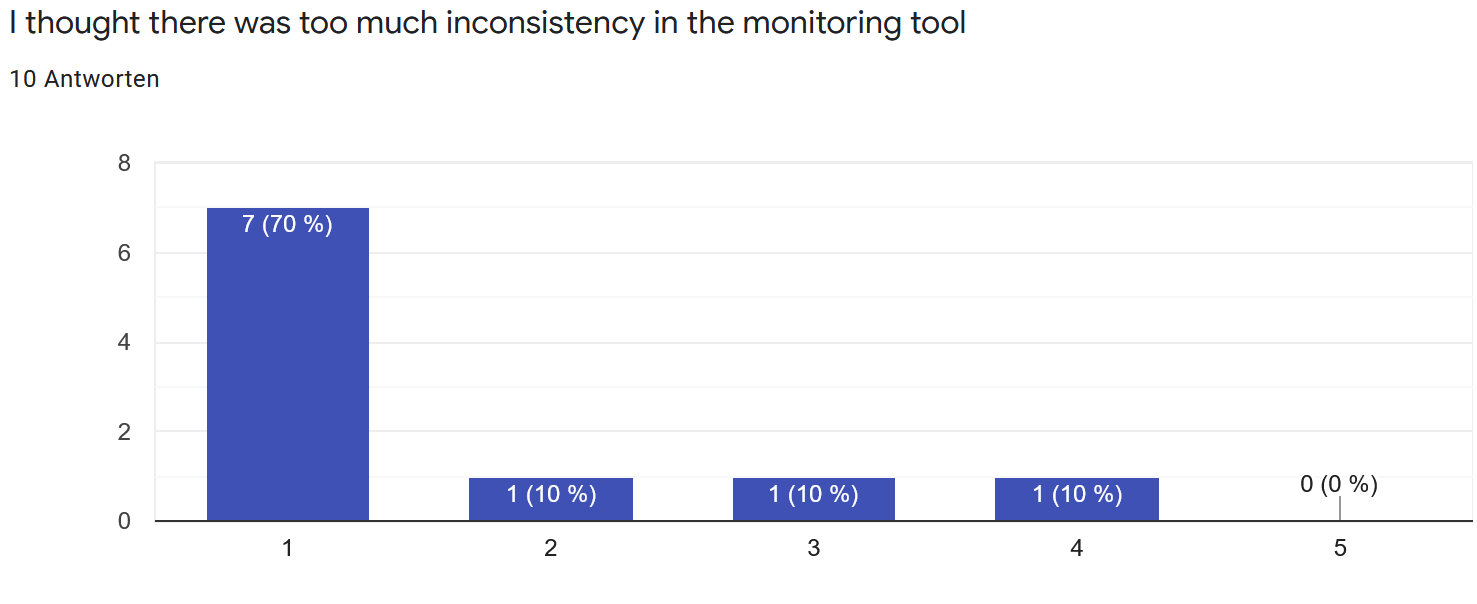 I thought there was too much inconsistency in the monitoring tool
10 Antworten
8
6
4
2
0
7 (70 %)
1 (10 %)
1 (10 %)
1 (10 %)
0 (0 %)
1
2
3
4
5